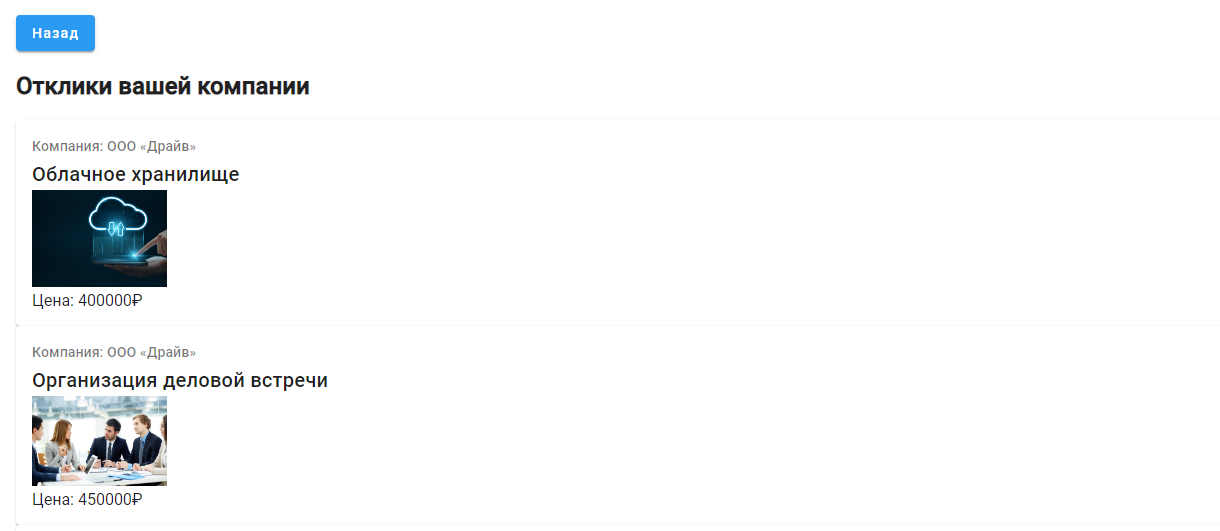 Назад
Отклики вашей компании
Компания: ООО «Драйв»
Облачное хранилище
Цена: 400000₽
Компания: ООО «Драйв»
Организация деловой встречи
Цена: 450000₽